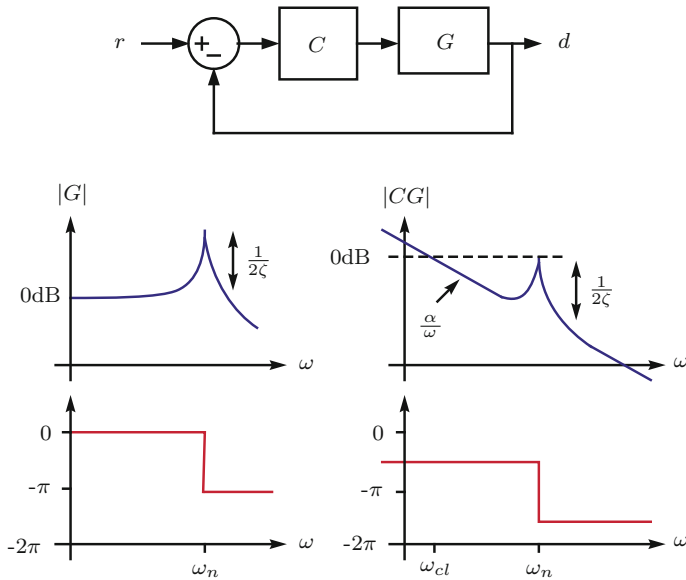 r + − C G d
|G|
0dB
1/2ζ
ω
|CG|
0dB
1/2ζ
α/ω
ω
0
-π
-2π
ω_n
ω
0
-π
-2π
ω_cl
ω_n
ω